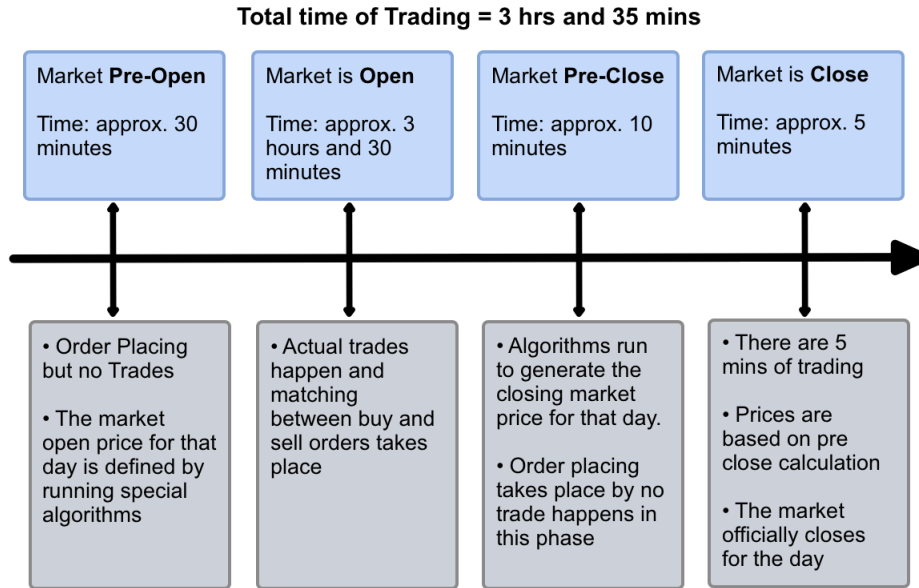 Total time of Trading = 3 hrs and 35 mins
Market Pre-Open
Time: approx. 30
minutes
Market is Open
Time: approx. 3
hours and 30
minutes
Market Pre-Close
Time: approx. 10
minutes
Market is Close
Time: approx. 5
minutes
• Order Placing
but no Trades
• The market
open price for that
day is defined by
running special
algorithms
• Actual trades
happen and
matching
between buy and
sell orders takes
place
• Algorithms run
to generate the
closing market
price for that day.
• Order placing
takes place by no
trade happens in
this phase
• There are 5
mins of trading
• Prices are
based on pre
close calculation
• The market
officially closes
for the day